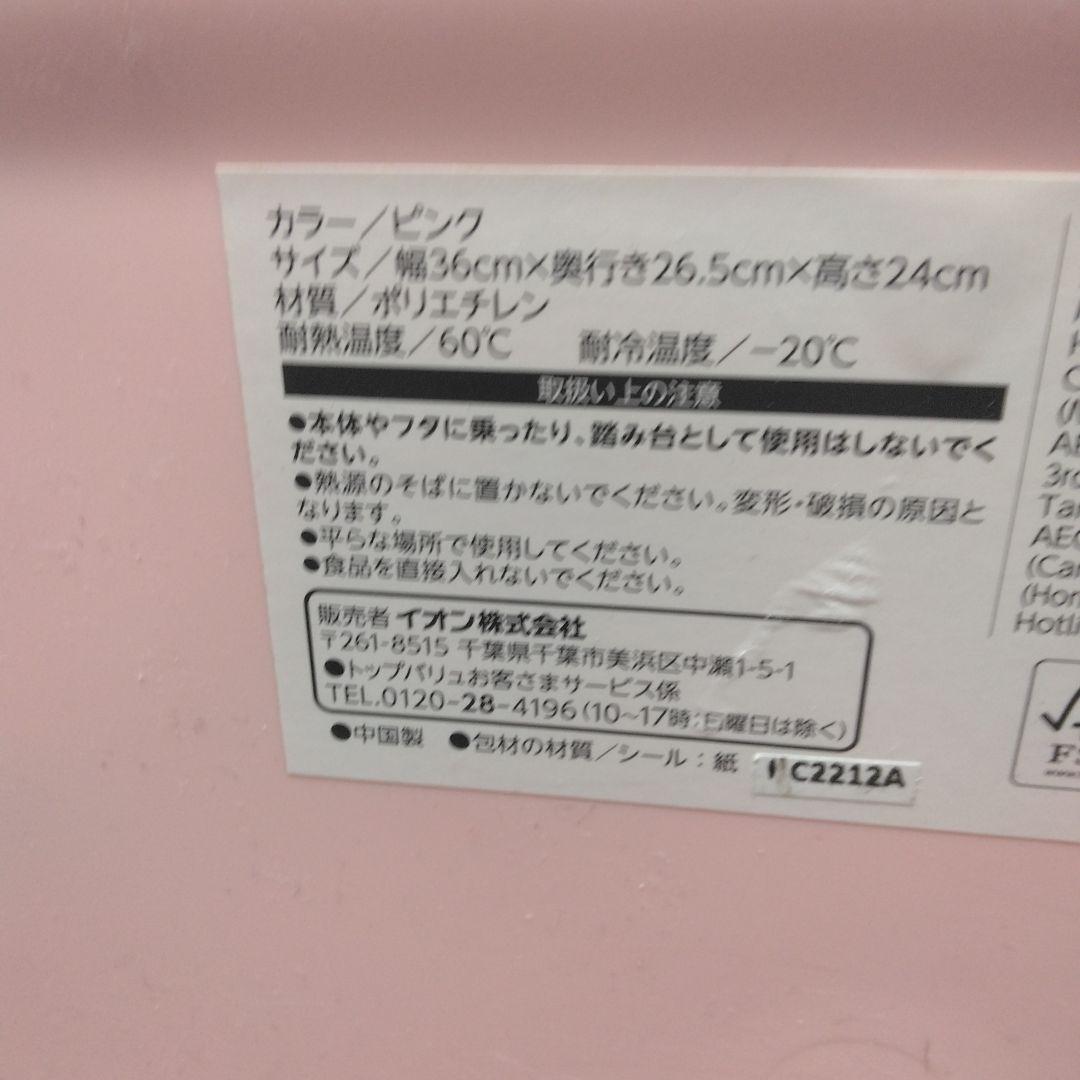 カラー／ピンク
サイズ／幅36cm×奥行き26.5cm×高さ24cm
材質／ポリエチレン
耐熱温度／60℃　耐冷温度／−20℃
取扱い上の注意
●本体やフタに乗ったり、踏み台として使用はしないでく
ださい。
●熱源のそばに置かないでください。変形・破損の原因と
なります。
●平らな場所で使用してください。
●食品を直接入れないでください。
販売者 イオン株式会社
〒261-8515 千葉県千葉市美浜区中瀬1-5-1
●トップバリュお客さまサービス係
TEL.0120-28-4196(10〜17時:日曜日は除く)
●中国製　●包材の材質／シール：紙
C2212A
3rd
(Hon
Hotli